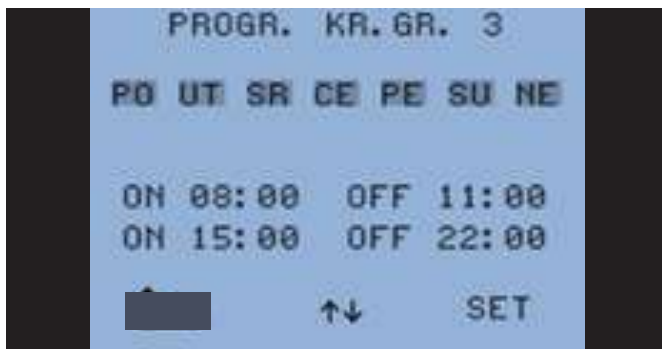 PROGR. KR. GR. 3
PO UT SR CE PE SU NE
ON 08:00 OFF 11:00
ON 15:00 OFF 22:00
↑↓ SET